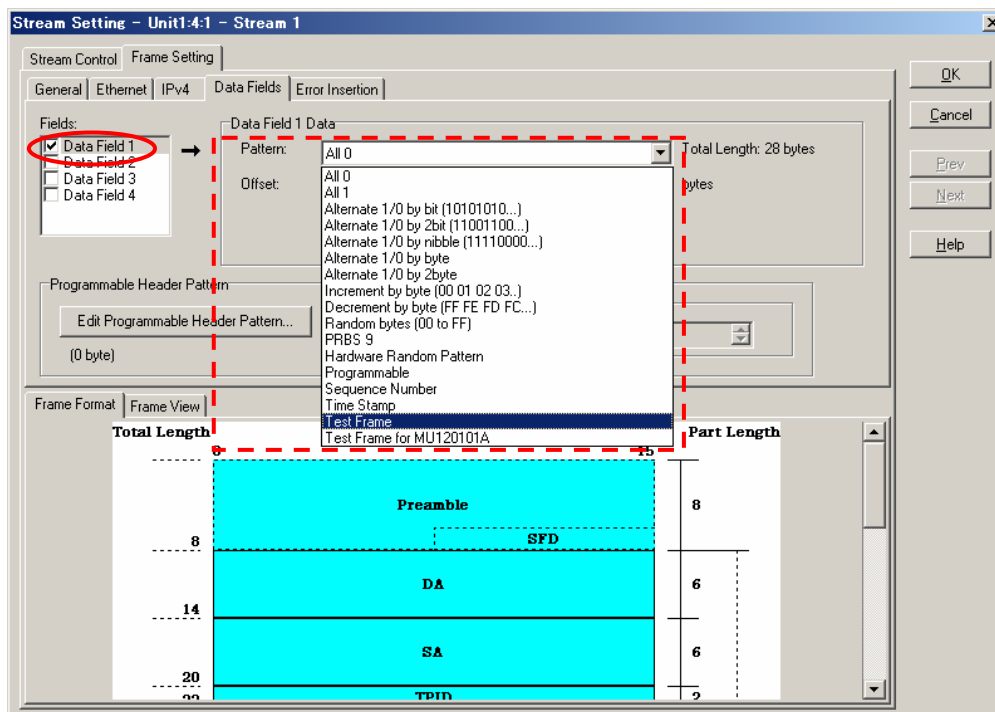 Stream Setting - Unit1:4:1 - Stream 1
Stream Control Frame Setting
General Ethernet IPv4 Data Fields Error Insertion
OK
Cancel
Prev
Next
Help
Fields:
Data Field 1
Data Field 2
Data Field 3
Data Field 4
Data Field 1 Data
Pattern: All 0 Total Length: 28 bytes
Offset: bytes
All 0
All 1
Alternate 1/0 by bit (10101010...)
Alternate 1/0 by 2bit (11001100...)
Alternate 1/0 by nibble (11110000...)
Alternate 1/0 by byte
Alternate 1/0 by 2byte
Increment by byte (00 01 02 03..)
Decrement by byte (FF FE FD FC...)
Random bytes (00 to FF)
PRBS 9
Hardware Random Pattern
Programmable
Sequence Number
Time Stamp
Test Frame
Test Frame for MU120101A
Programmable Header Pattern
Edit Programmable Header Pattern...
(0 byte)
Frame Format Frame View
Total Length Part Length
0 15
Preamble 8
8 SFD
DA 6
14
SA 6
20
22 TPID 2